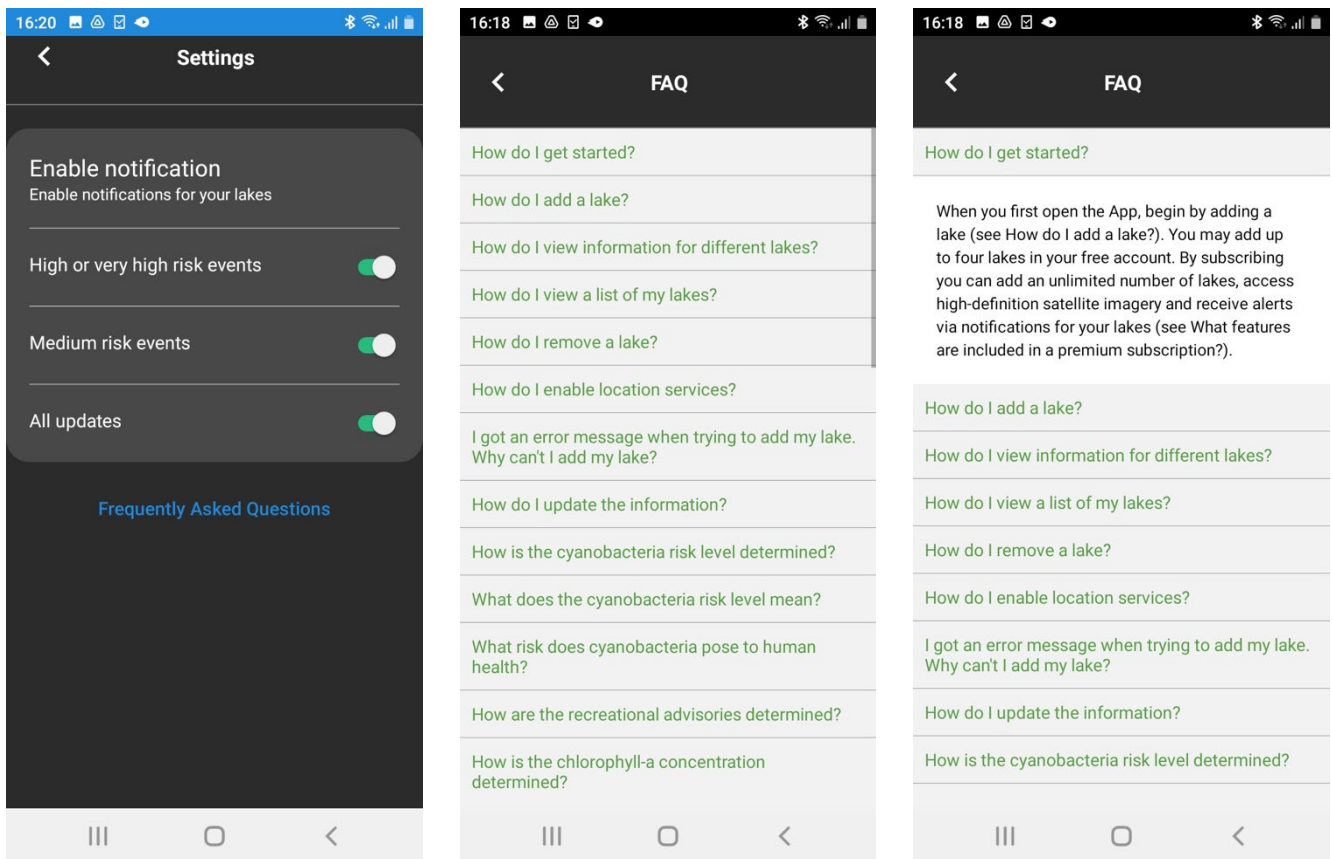 16:20
Settings
Enable notification
Enable notifications for your lakes
High or very high risk events
Medium risk events
All updates
Frequently Asked Questions
16:18
FAQ
How do I get started?
How do I add a lake?
How do I view information for different lakes?
How do I view a list of my lakes?
How do I remove a lake?
How do I enable location services?
I got an error message when trying to add my lake.
Why can't I add my lake?
How do I update the information?
How is the cyanobacteria risk level determined?
What does the cyanobacteria risk level mean?
What risk does cyanobacteria pose to human
health?
How are the recreational advisories determined?
How is the chlorophyll-a concentration
determined?
16:18
FAQ
How do I get started?
When you first open the App, begin by adding a
lake (see How do I add a lake?). You may add up
to four lakes in your free account. By subscribing
you can add an unlimited number of lakes, access
high-definition satellite imagery and receive alerts
via notifications for your lakes (see What features
are included in a premium subscription?).
How do I add a lake?
How do I view information for different lakes?
How do I view a list of my lakes?
How do I remove a lake?
How do I enable location services?
I got an error message when trying to add my lake.
Why can't I add my lake?
How do I update the information?
How is the cyanobacteria risk level determined?